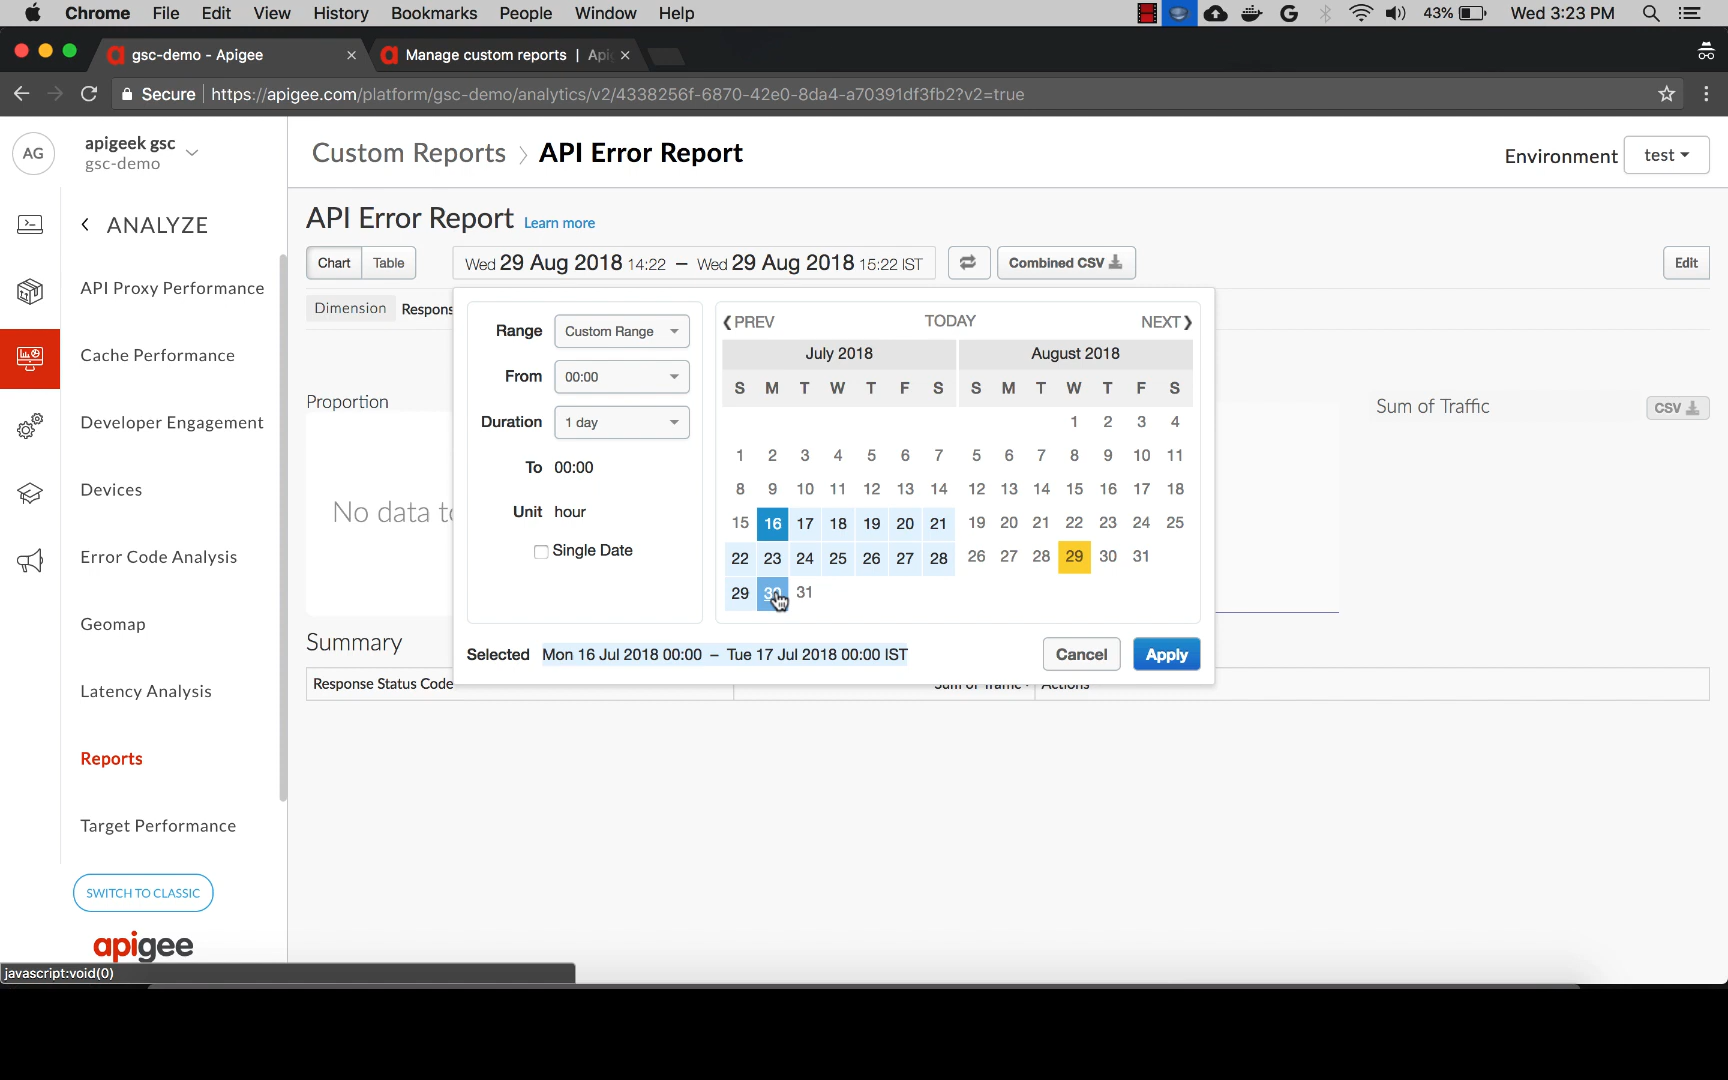 Chrome File Edit View History Bookmarks People Window Help
43% Wed 3:23 PM
gsc-demo - Apigee
Manage custom reports | Api
Secure https://apigee.com/platform/gsc-demo/analytics/v2/4338256f-6870-42e0-8da4-a70391df3fb2?v2=true
AG
apigeek gsc
gsc-demo
Custom Reports > API Error Report
Environment test
ANALYZE
API Proxy Performance
Cache Performance
Developer Engagement
Devices
Error Code Analysis
Geomap
Latency Analysis
Reports
Target Performance
SWITCH TO CLASSIC
apigee
javascript:void(0)
API Error Report Learn more
Chart Table
Wed 29 Aug 2018 14:22 – Wed 29 Aug 2018 15:22 IST
Combined CSV
Edit
Dimension Respons
Proportion
No data to
Sum of Traffic CSV
Range Custom Range
From 00:00
Duration 1 day
To 00:00
Unit hour
Single Date
PREV TODAY NEXT
July 2018
S M T W T F S
1 2 3 4 5 6 7
8 9 10 11 12 13 14
15 16 17 18 19 20 21
22 23 24 25 26 27 28
29 30 31
August 2018
S M T W T F S
1 2 3 4
5 6 7 8 9 10 11
12 13 14 15 16 17 18
19 20 21 22 23 24 25
26 27 28 29 30 31
Selected Mon 16 Jul 2018 00:00 – Tue 17 Jul 2018 00:00 IST
Cancel Apply
Summary
Response Status Code Sum of Traffic Actions